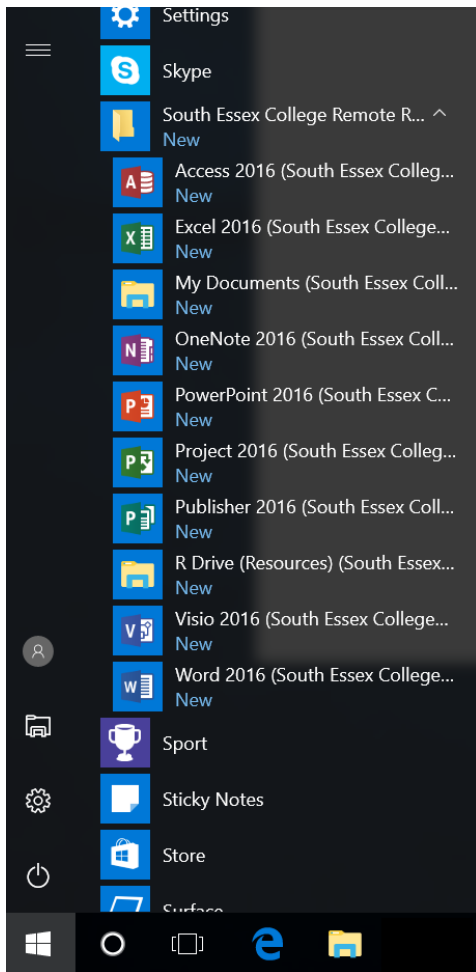 Settings
Skype
South Essex College Remote R...
New
Access 2016 (South Essex Colleg...
New
Excel 2016 (South Essex College...
New
My Documents (South Essex Coll...
New
OneNote 2016 (South Essex Coll...
New
PowerPoint 2016 (South Essex C...
New
Project 2016 (South Essex Colleg...
New
Publisher 2016 (South Essex Coll...
New
R Drive (Resources) (South Essex...
New
Visio 2016 (South Essex College...
New
Word 2016 (South Essex College...
New
Sport
Sticky Notes
Store
Surface